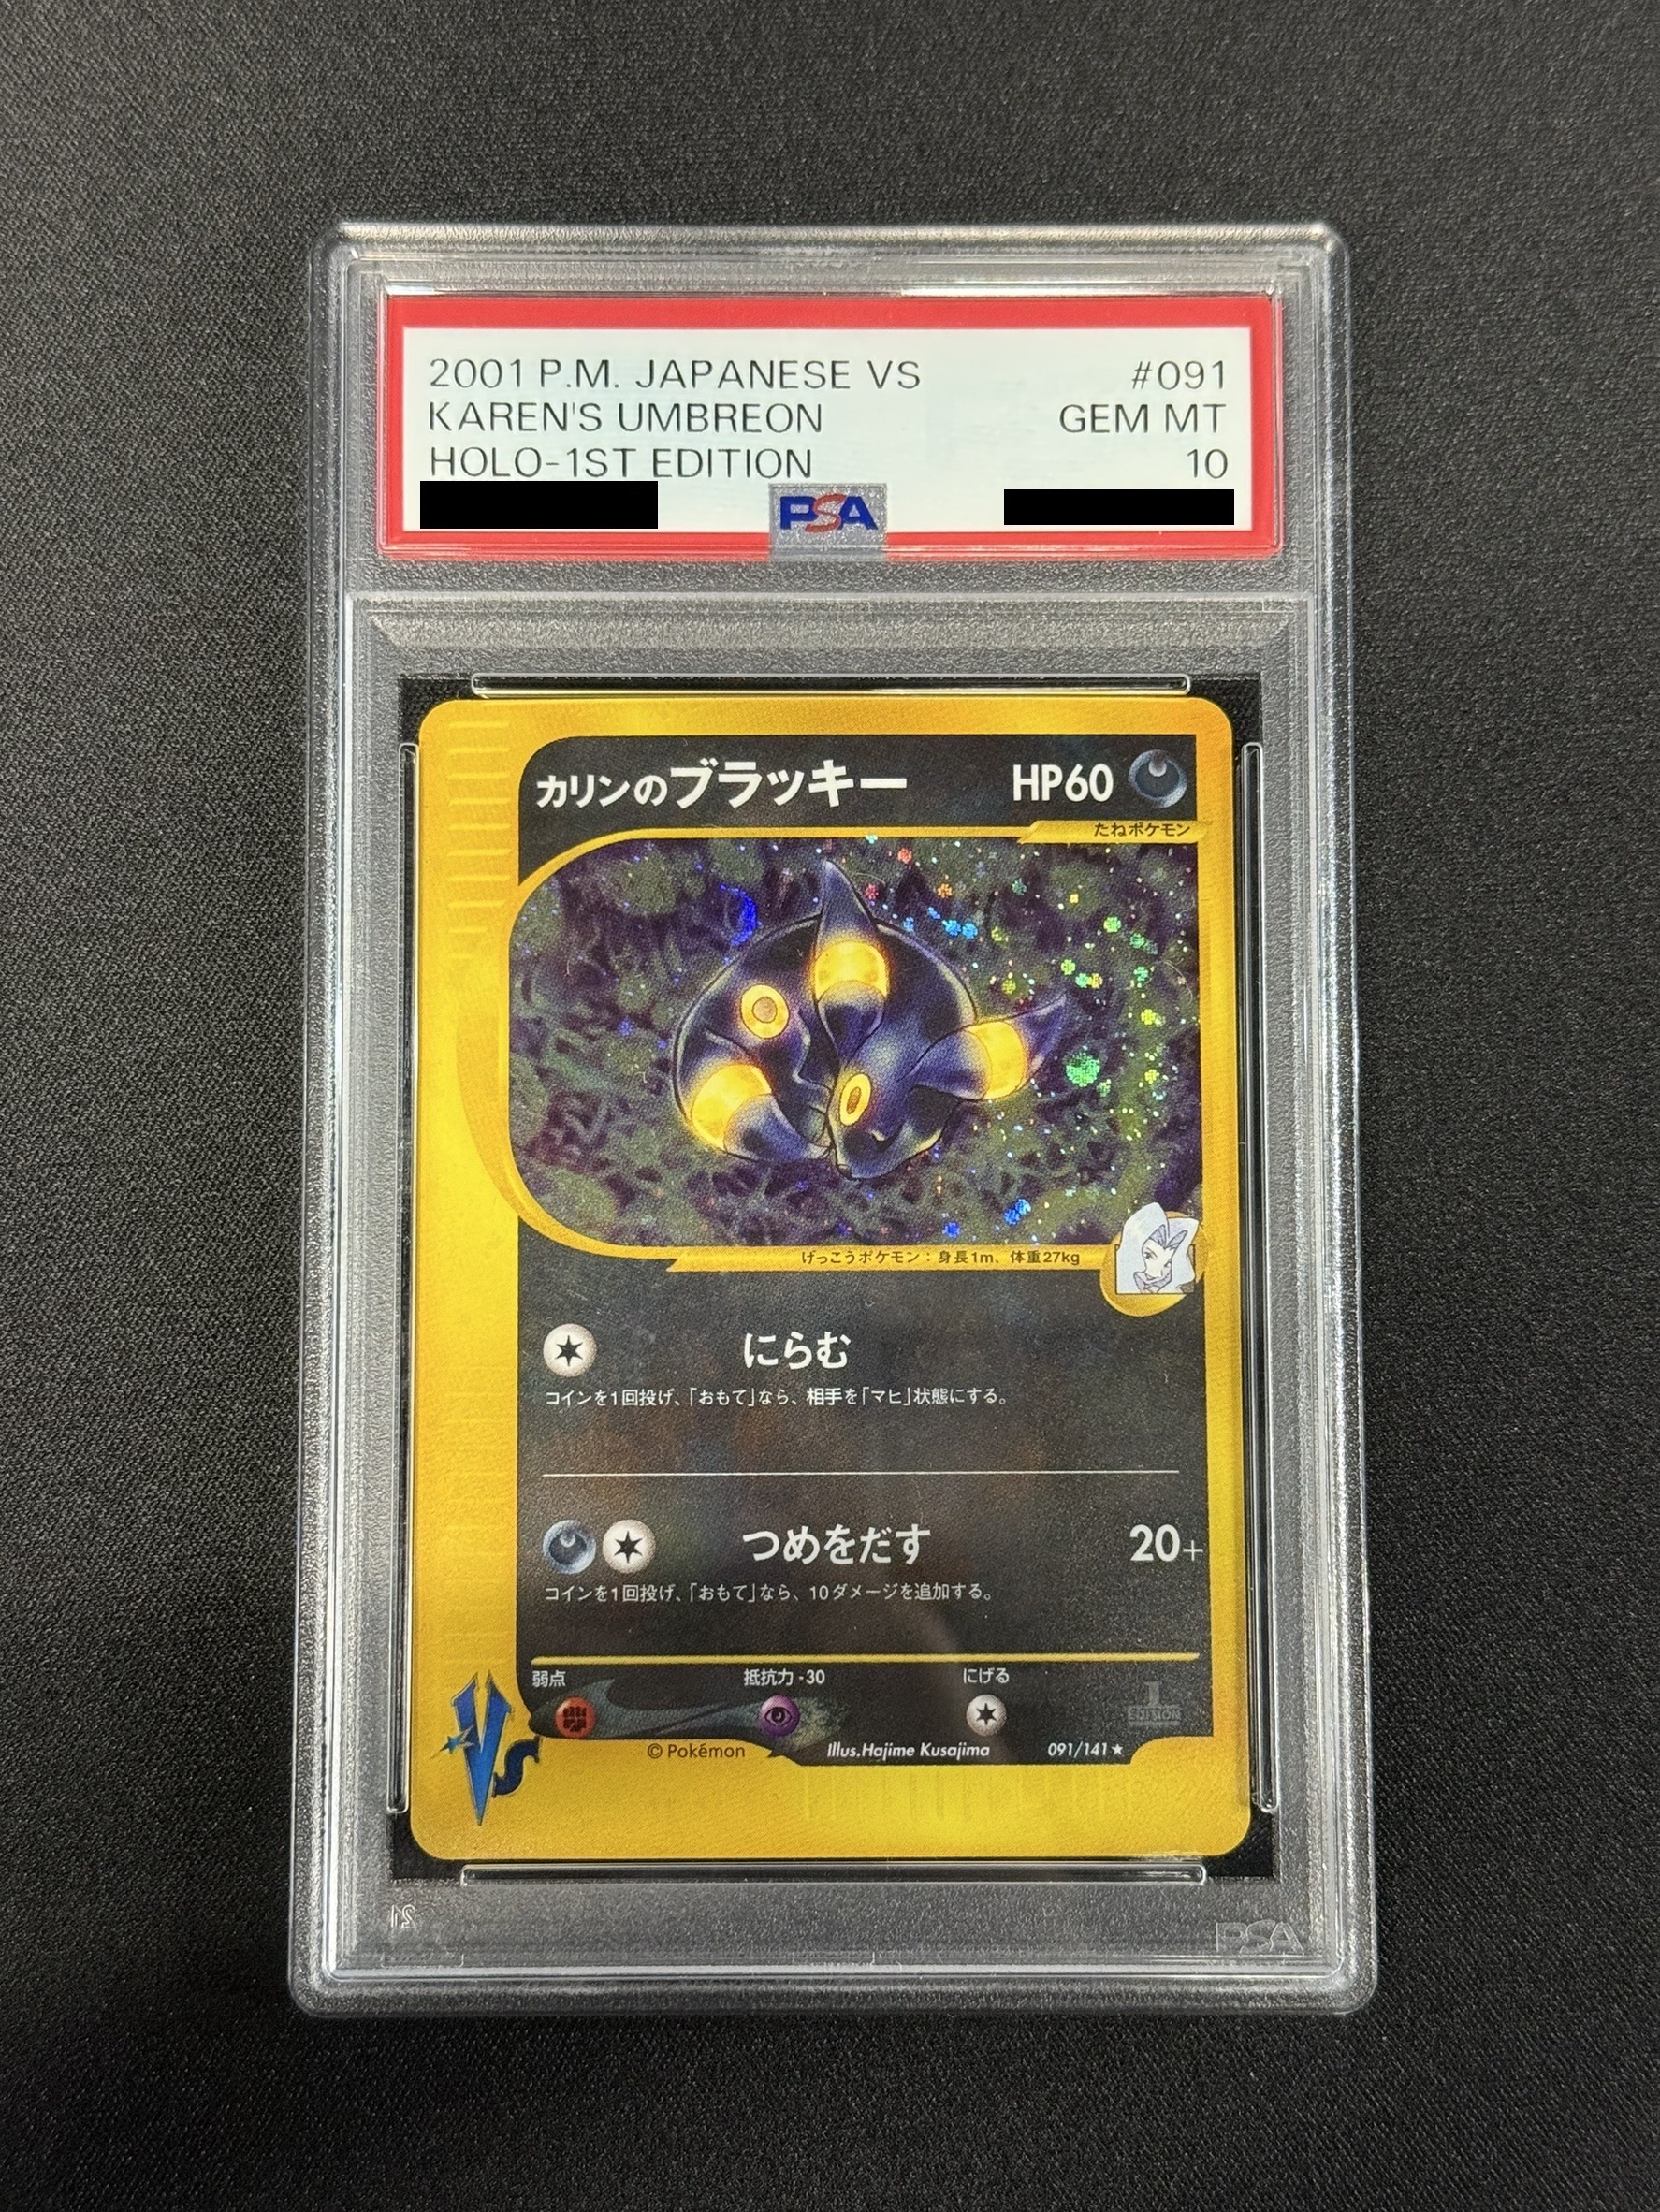 2001 P.M. JAPANESE VS #091
KAREN'S UMBREON GEM MT
HOLO-1ST EDITION 10
PSA
カリンのブラッキー HP60
たねポケモン
げっこうポケモン：身長1m、体重27kg
にらむ
コインを1回投げ、「おもて」なら、相手を「マヒ」状態にする。
つめをだす 20+
コインを1回投げ、「おもて」なら、10ダメージを追加する。
弱点 抵抗力-30 にげる
1
EDITION
VS
© Pokémon Illus.Hajime Kusajima 091/141★
21
PSA